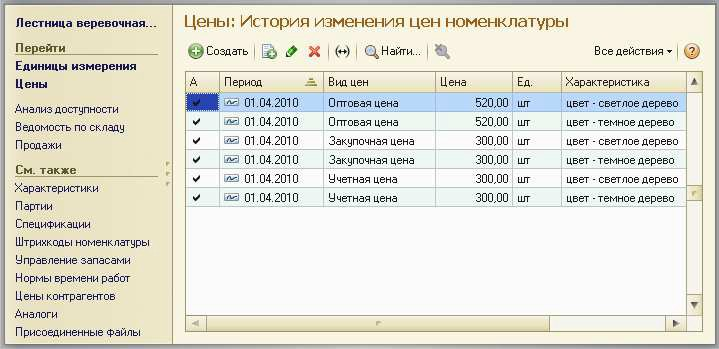 Лестница веревочная...
Перейти
Единицы измерения
Цены
Анализ доступности
Ведомость по складу
Продажи
См. также
Характеристики
Партии
Спецификации
Штрихкоды номенклатуры
Управление запасами
Нормы времени работ
Цены контрагентов
Аналоги
Присоединенные файлы
Цены: История изменения цен номенклатуры
Создать Найти... Все действия ?
А Период Вид цен Цена Ед. Характеристика
01.04.2010 Оптовая цена 520,00 шт цвет - светлое дерево
01.04.2010 Оптовая цена 520,00 шт цвет - темное дерево
01.04.2010 Закупочная цена 300,00 шт цвет - светлое дерево
01.04.2010 Закупочная цена 300,00 шт цвет - темное дерево
01.04.2010 Учетная цена 300,00 шт цвет - светлое дерево
01.04.2010 Учетная цена 300,00 шт цвет - темное дерево